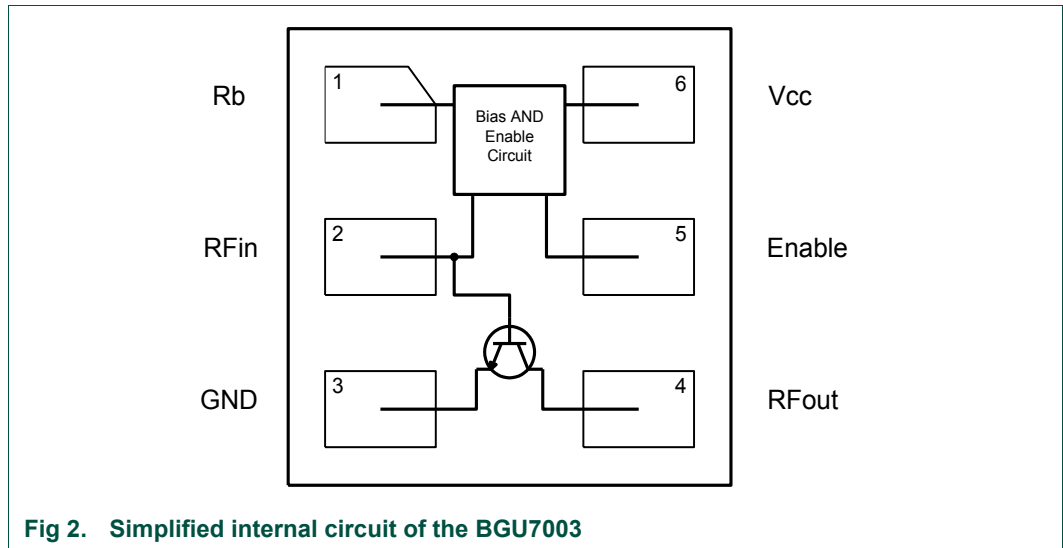 Rb
1
Bias AND
Enable
Circuit
6
Vcc
RFin
2
5
Enable
GND
3
4
RFout
Fig 2. Simplified internal circuit of the BGU7003